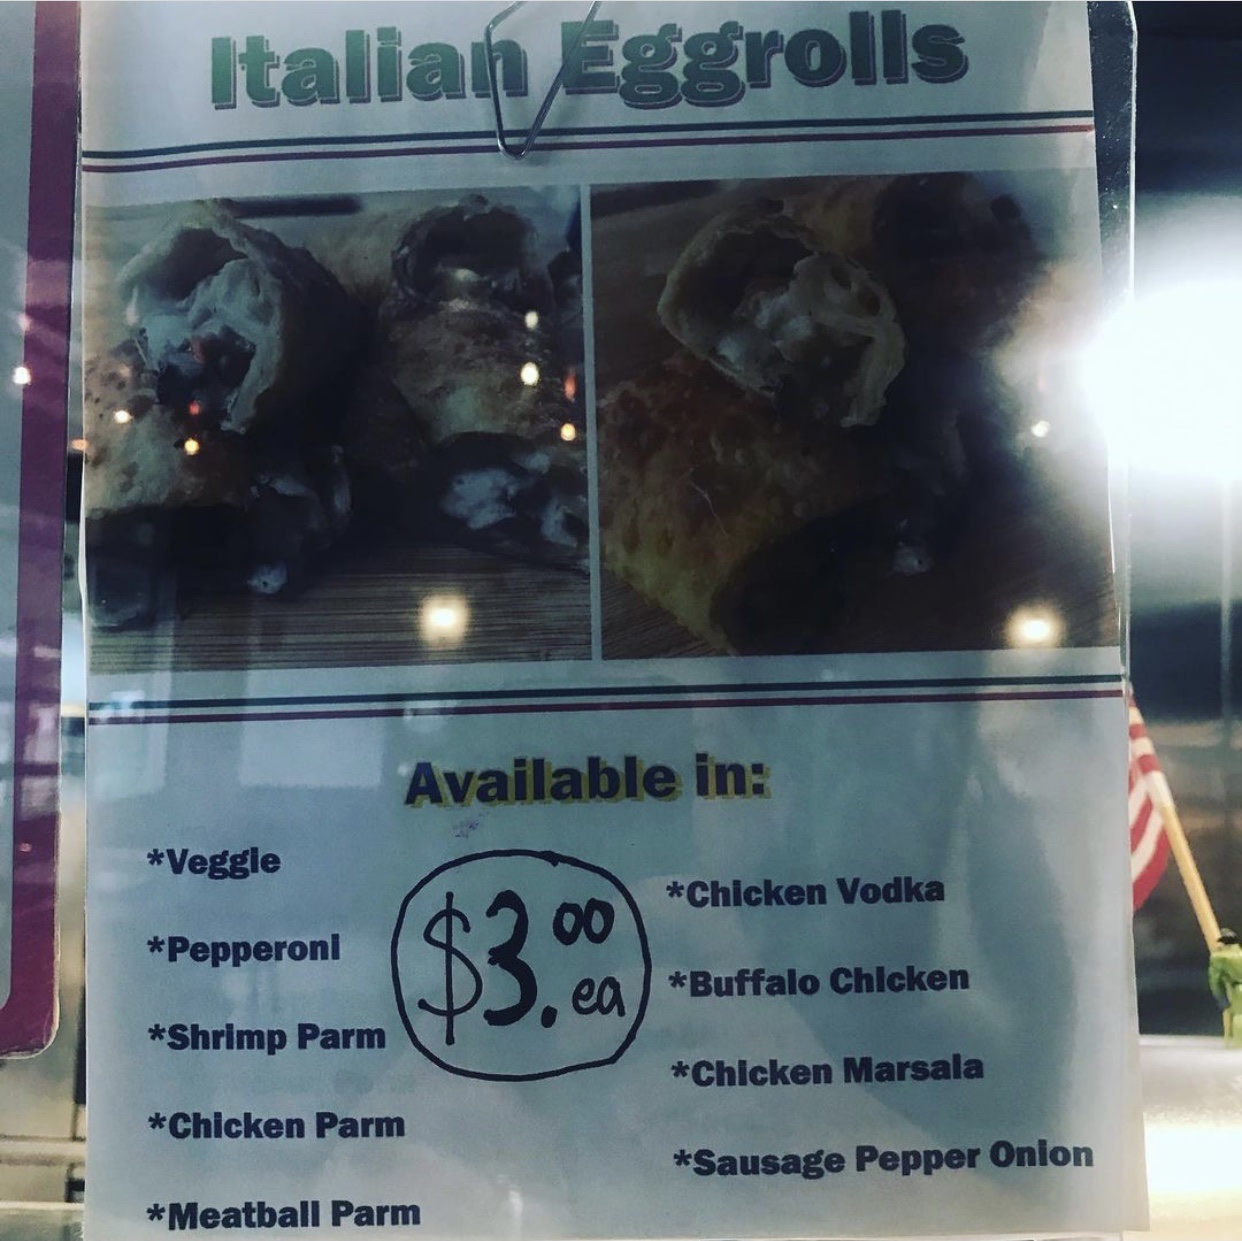 Italian Eggrolls
Available in:
*Veggie
*Pepperoni
*Shrimp Parm
*Chicken Parm
*Meatball Parm
$3.00
ea
*Chicken Vodka
*Buffalo Chicken
*Chicken Marsala
*Sausage Pepper Onion